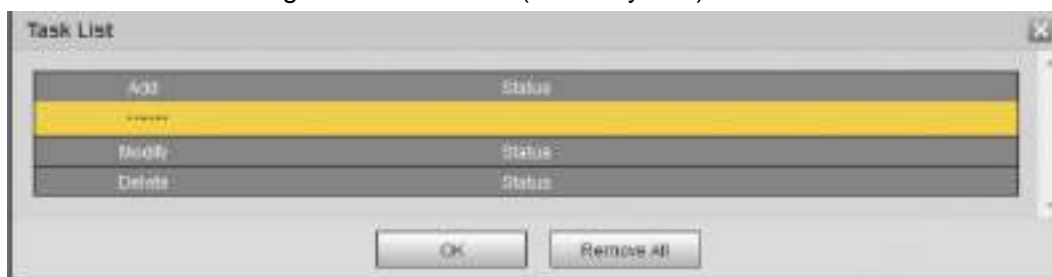 Task List
Add Status
Modify Status
Delete Status
OK Remove All